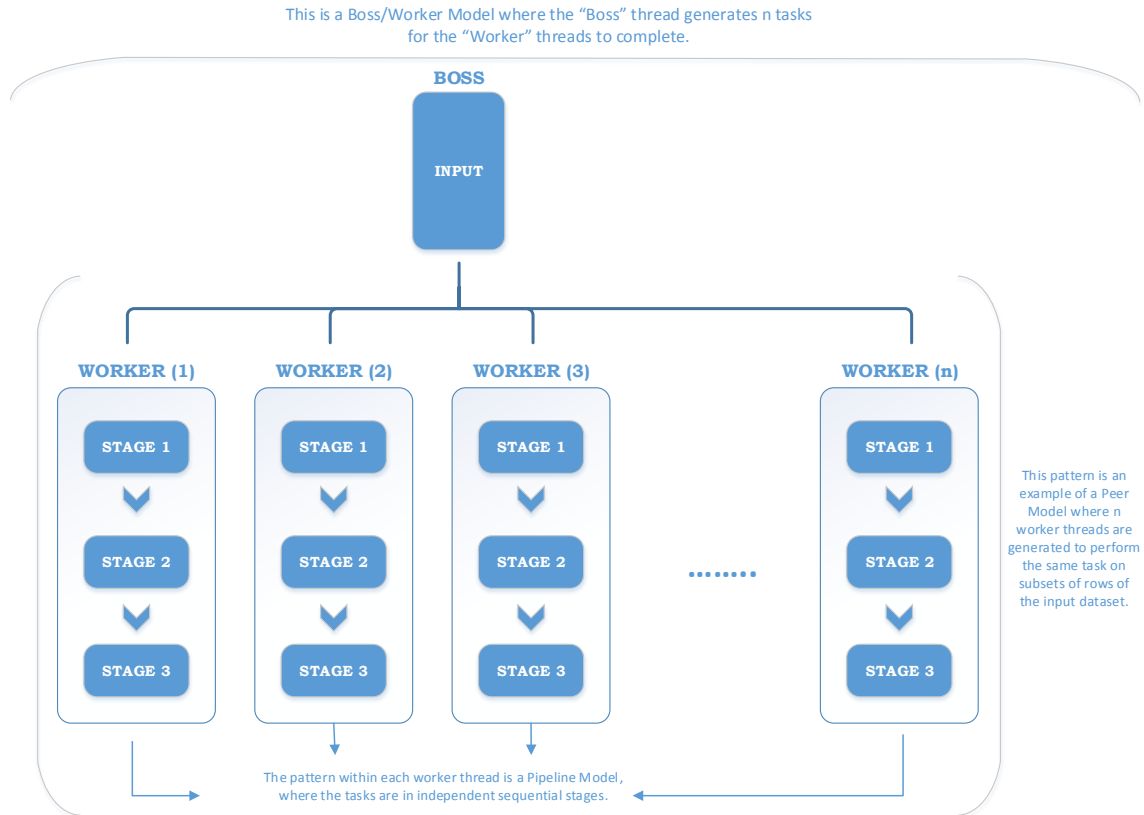 This is a Boss/Worker Model where the “Boss” thread generates n tasks
for the “Worker” threads to complete.
BOSS
INPUT
WORKER (1)
WORKER (2)
WORKER (3)
WORKER (n)
STAGE 1
STAGE 1
STAGE 1
STAGE 1
STAGE 2
STAGE 2
STAGE 2
........
STAGE 2
STAGE 3
STAGE 3
STAGE 3
STAGE 3
This pattern is an
example of a Peer
Model where n
worker threads are
generated to perform
the same task on
subsets of rows of
the input dataset.
The pattern within each worker thread is a Pipeline Model,
where the tasks are in independent sequential stages.